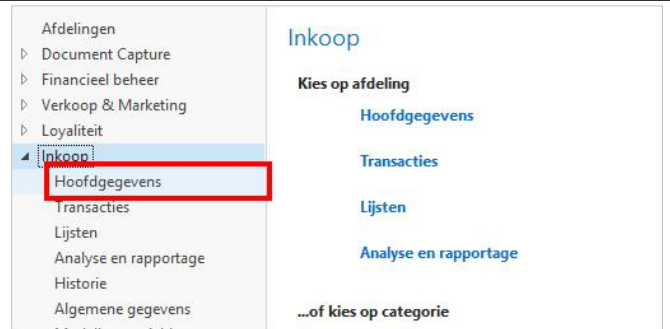 Afdelingen
Document Capture
Financieel beheer
Verkoop & Marketing
Loyaliteit
Inkoop
Hoofdgegevens
Transacties
Lijsten
Analyse en rapportage
Historie
Algemene gegevens
Inkoop
Kies op afdeling
Hoofdgegevens
Transacties
Lijsten
Analyse en rapportage
...of kies op categorie